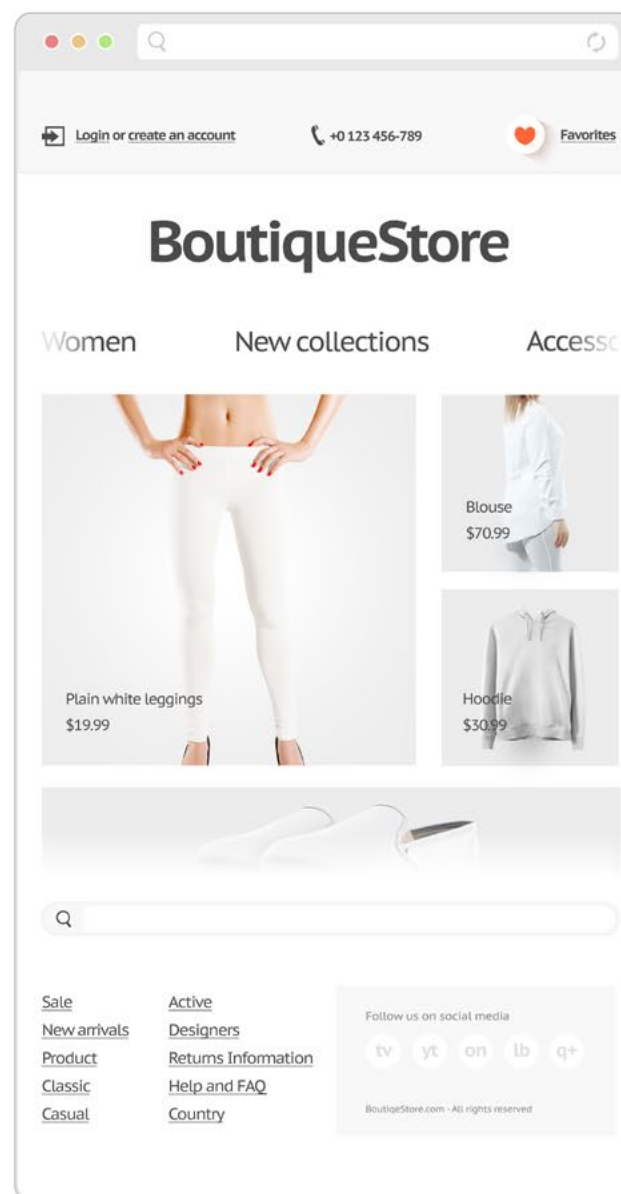 Login or create an account
+0 123 456-789
Favorites
BoutiqueStore
Women
New collections
Accesso
Blouse
$70.99
Plain white leggings
$19.99
Hoodie
$30.99
Sale
New arrivals
Product
Classic
Casual
Active
Designers
Returns Information
Help and FAQ
Country
Follow us on social media
tv yt on lb q+
BoutiqeStore.com - All rights reserved